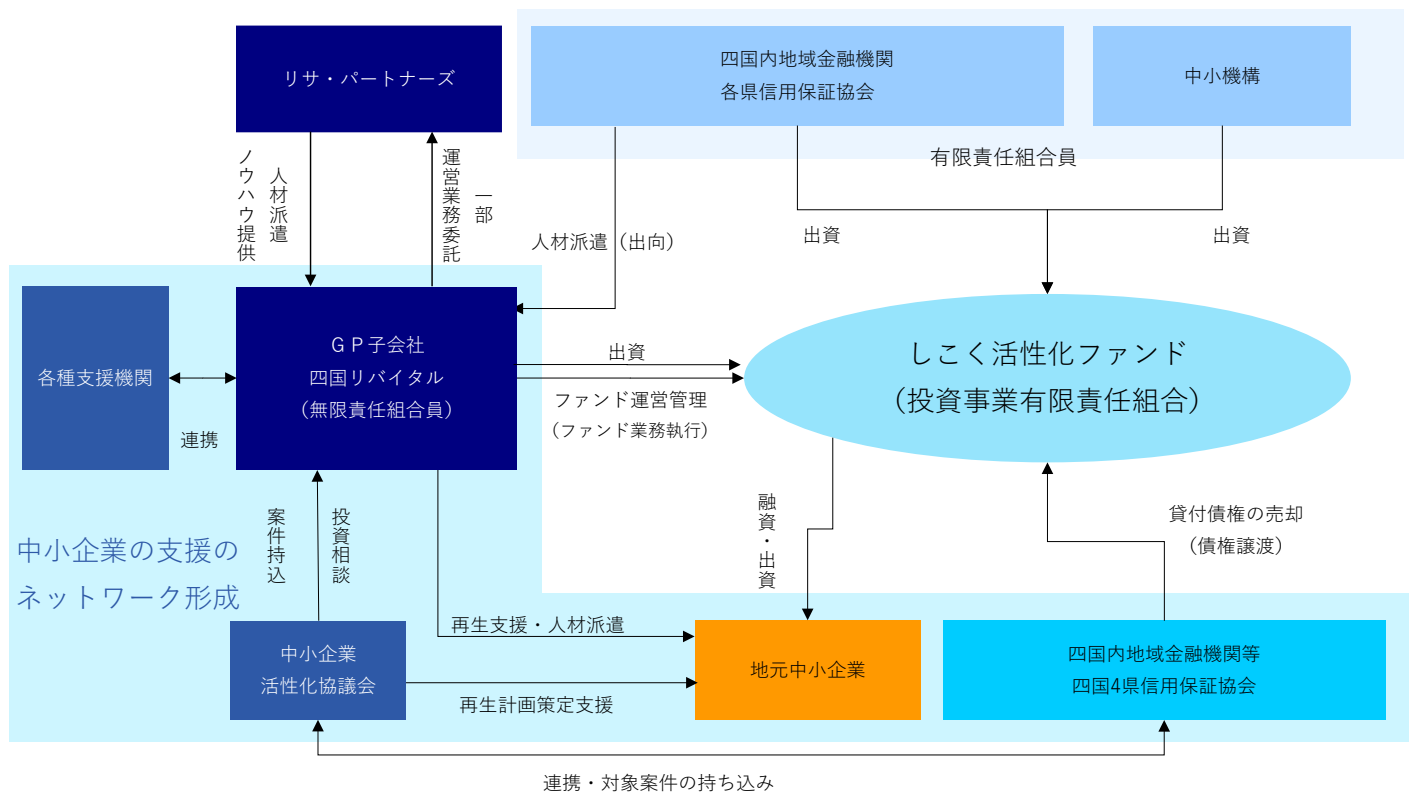 リサ・パートナーズ
四国内地域金融機関
各県信用保証協会
中小機構
有限責任組合員
人材派遣
ノウハウ提供
一部
運営業務委託
人材派遣（出向）
出資
出資
各種支援機関
連携
ＧＰ子会社
四国リバイタル
（無限責任組合員）
出資
ファンド運営管理
（ファンド業務執行）
しこく活性化ファンド
（投資事業有限責任組合）
投資相談
案件持込
融資・出資
貸付債権の売却
（債権譲渡）
中小企業の支援の
ネットワーク形成
再生支援・人材派遣
中小企業
活性化協議会
再生計画策定支援
地元中小企業
四国内地域金融機関等
四国4県信用保証協会
連携・対象案件の持ち込み